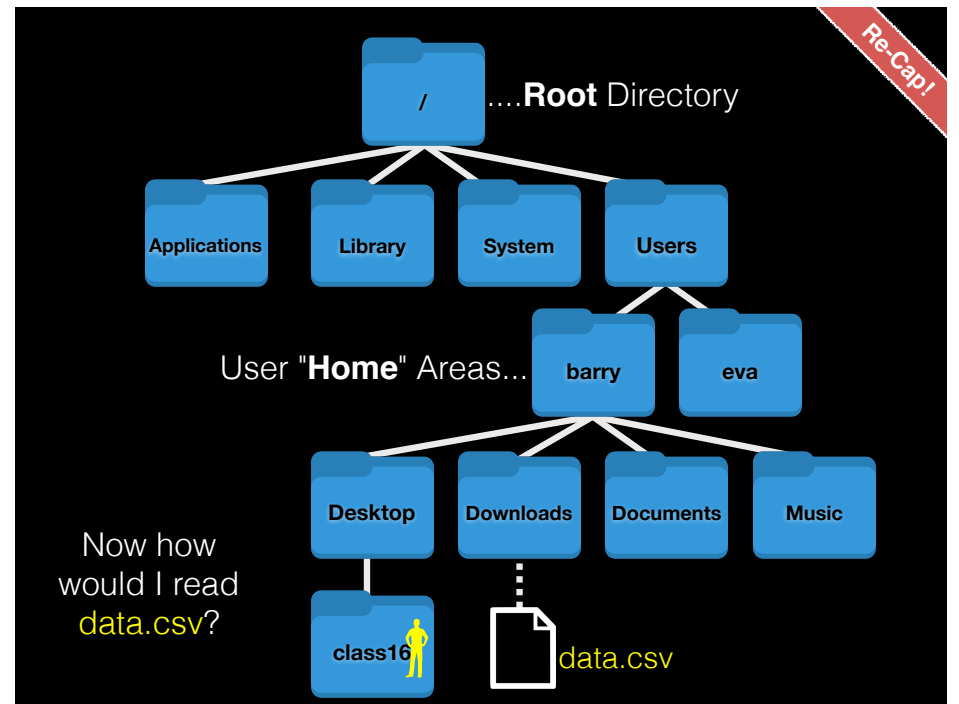 Re-Cap!
/
....Root Directory
Applications
Library
System
Users
User "Home" Areas...
barry
eva
Desktop
Downloads
Documents
Music
Now how
would I read
data.csv?
class16
data.csv